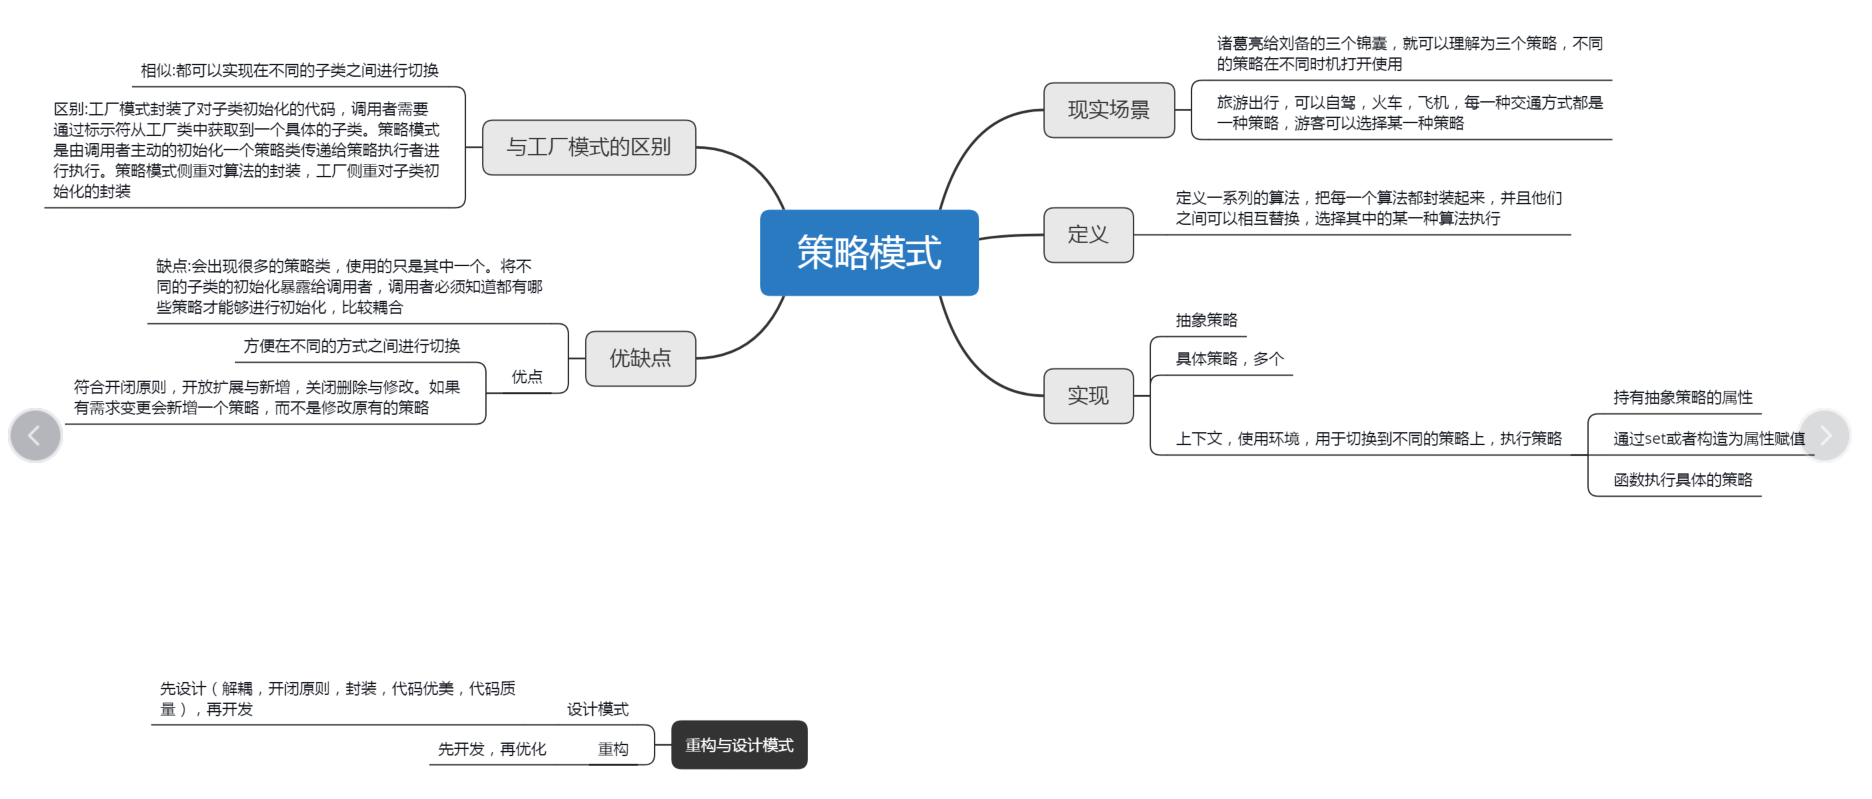 策略模式
现实场景
诸葛亮给刘备的三个锦囊，就可以理解为三个策略，不同
的策略在不同时机打开使用
旅游出行，可以自驾，火车，飞机，每一种交通方式都是
一种策略，游客可以选择某一种策略
定义
定义一系列的算法，把每一个算法都封装起来，并且他们
之间可以相互替换，选择其中的某一种算法执行
实现
抽象策略
具体策略，多个
上下文，使用环境，用于切换到不同的策略上，执行策略
持有抽象策略的属性
通过set或者构造为属性赋值
函数执行具体的策略
与工厂模式的区别
相似:都可以实现在不同的子类之间进行切换
区别:工厂模式封装了对子类初始化的代码，调用者需要
通过标示符从工厂类中获取到一个具体的子类。策略模式
是由调用者主动的初始化一个策略类传递给策略执行者进
行执行。策略模式侧重对算法的封装，工厂侧重对子类初
始化的封装
优缺点
缺点:会出现很多的策略类，使用的只是其中一个。将不
同的子类的初始化暴露给调用者，调用者必须知道都有哪
些策略才能够进行初始化，比较耦合
优点
方便在不同的方式之间进行切换
符合开闭原则，开放扩展与新增，关闭删除与修改。如果
有需求变更会新增一个策略，而不是修改原有的策略
重构与设计模式
设计模式
先设计（解耦，开闭原则，封装，代码优美，代码质
量），再开发
重构
先开发，再优化